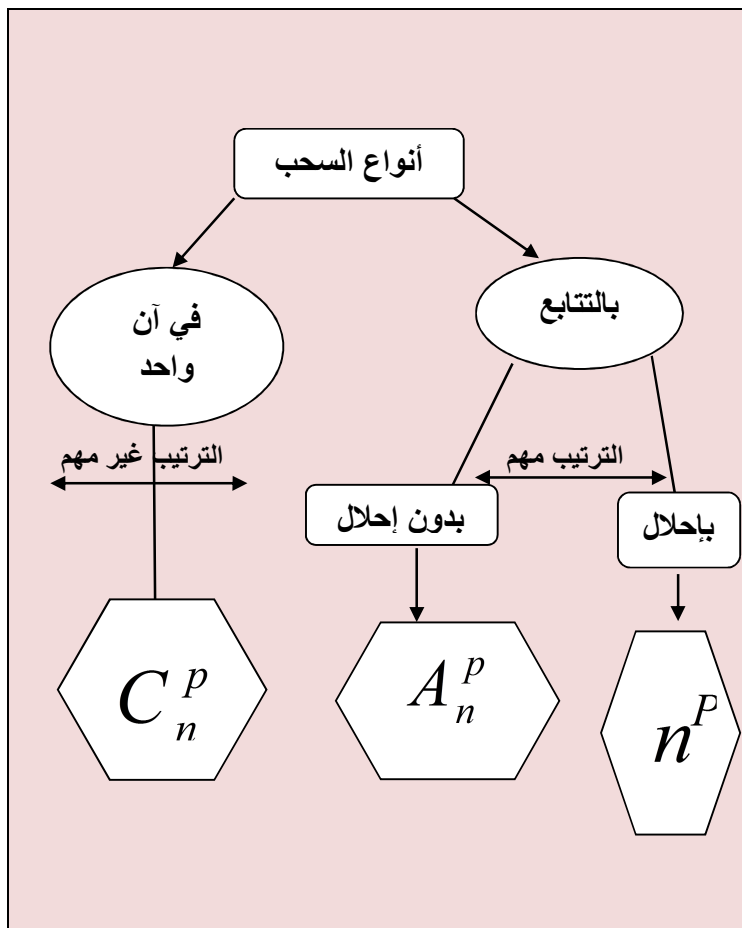 أنواع السحب
بالتتابع
في آن
واحد
الترتيب مهم
الترتيب غير مهم
بإحلال
بدون إحلال
n^P
A_n^p
C_n^p